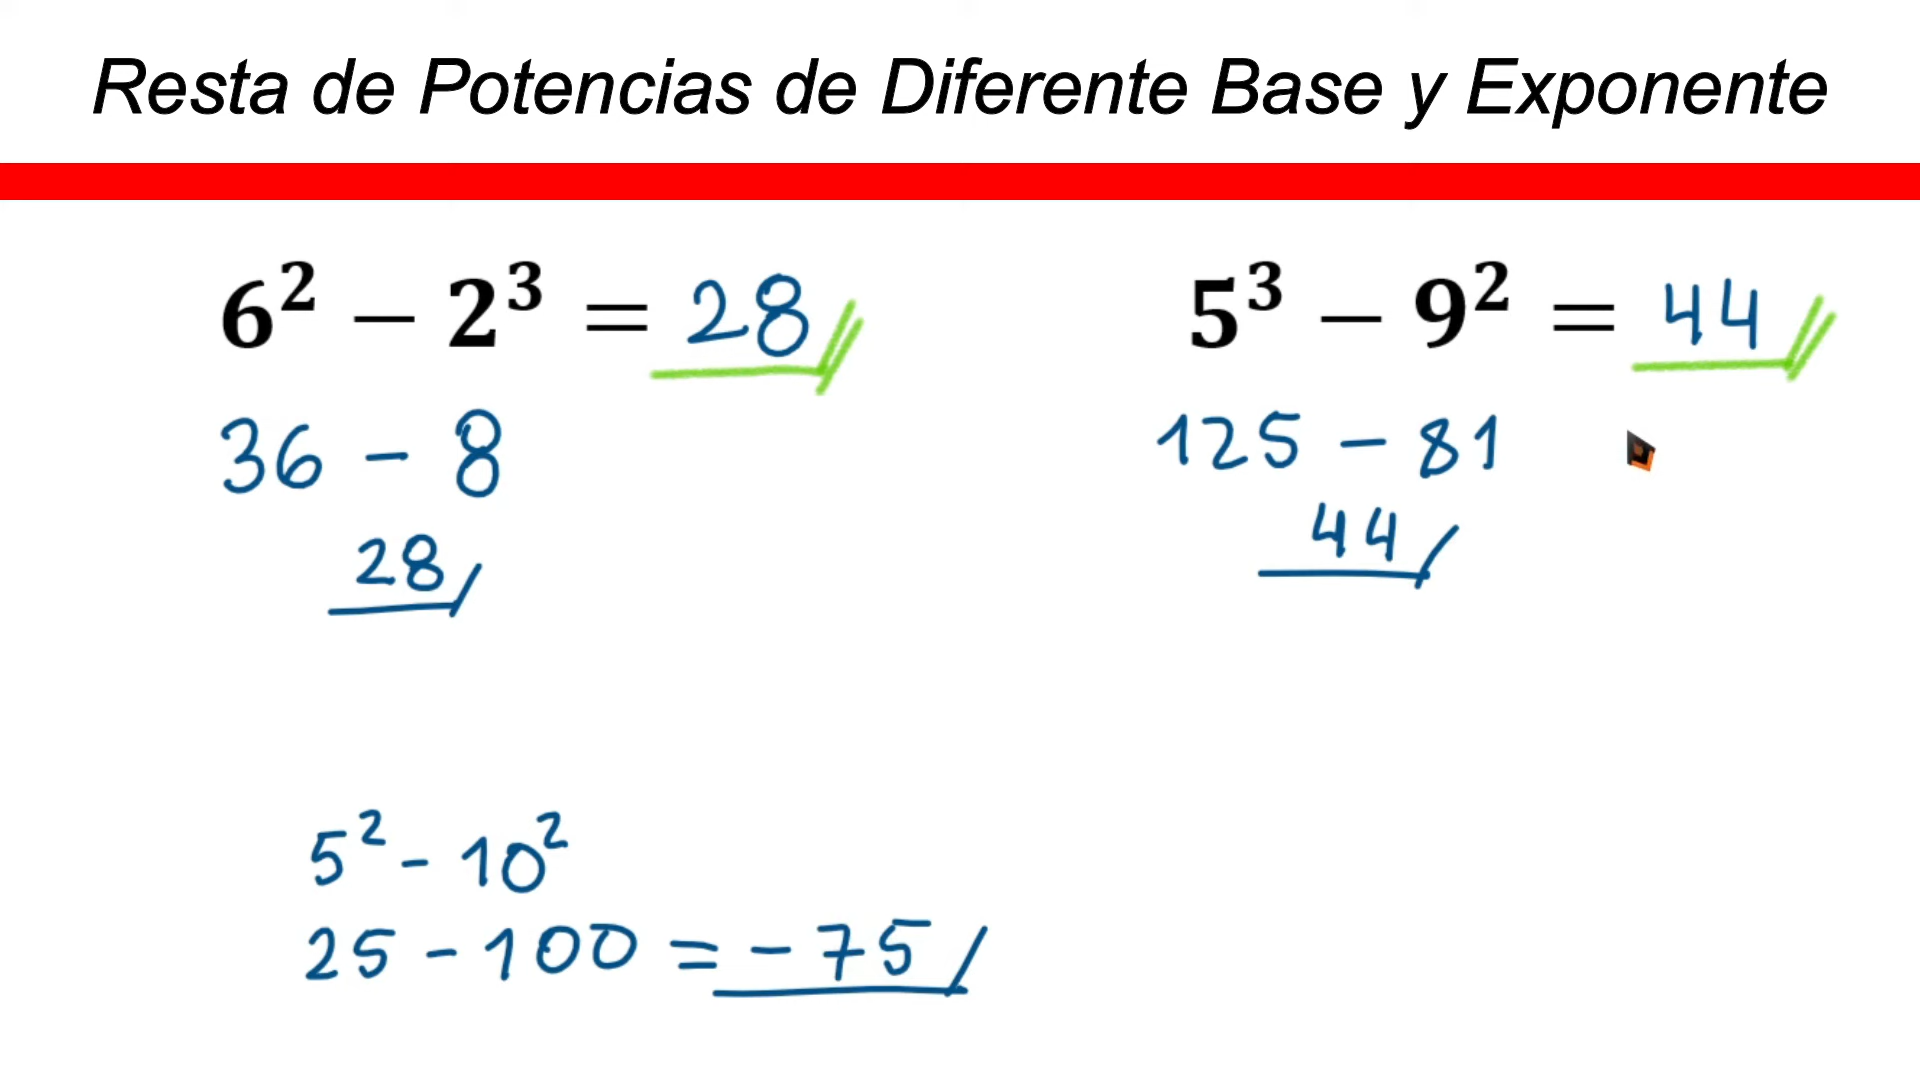 Resta de Potencias de Diferente Base y Exponente
6² − 2³ = 28
36 − 8
28
5³ − 9² = 44
125 − 81
44
5² − 10²
25 − 100 = −75